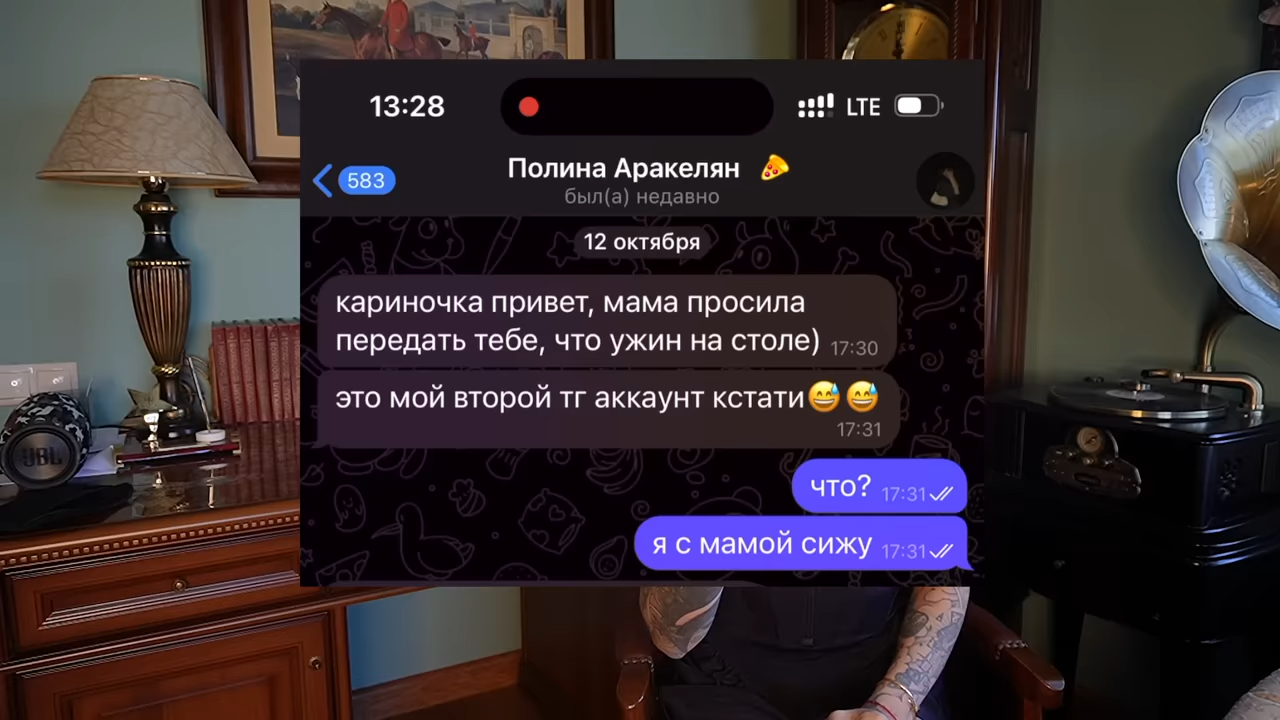 13:28
LTE
583
Полина Аракелян 🍕
был(а) недавно
12 октября
кариночка привет, мама просила
передать тебе, что ужин на столе) 17:30
это мой второй тг аккаунт кстати😅😅
17:31
что? 17:31
я с мамой сижу 17:31
JBL